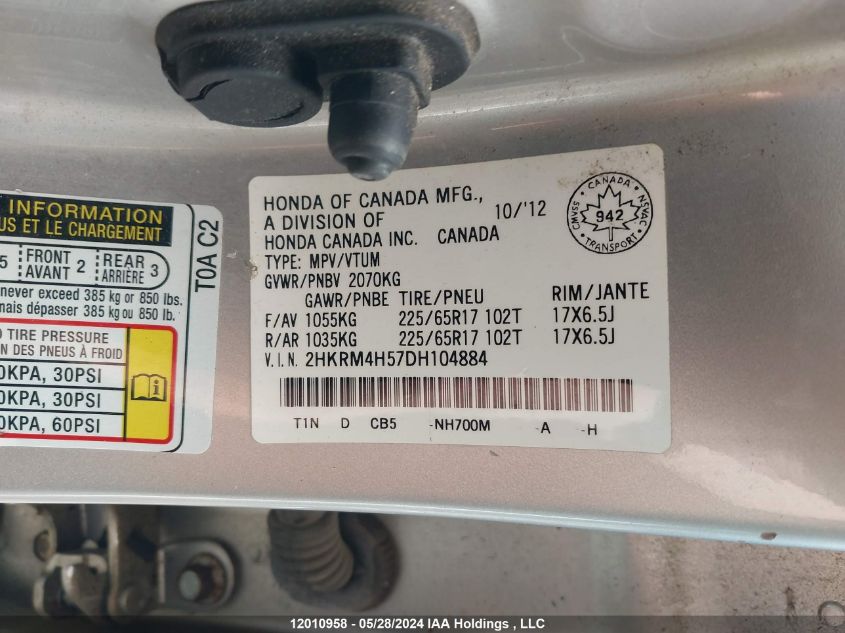 INFORMATION
US ET LE CHARGEMENT
5 FRONT AVANT 2 REAR ARRIÈRE 3
never exceed 385 kg or 850 lbs.
mais dépasser 385 kg ou 850 lb.
TIRE PRESSURE
DES PNEUS À FROID
0KPA, 30PSI
0KPA, 30PSI
0KPA, 60PSI
T0A C2
HONDA OF CANADA MFG.,
A DIVISION OF 10/'12
HONDA CANADA INC. CANADA
TYPE: MPV/VTUM
GVWR/PNBV 2070KG
GAWR/PNBE TIRE/PNEU RIM/JANTE
F/AV 1055KG 225/65R17 102T 17X6.5J
R/AR 1035KG 225/65R17 102T 17X6.5J
V.I.N. 2HKRM4H57DH104884
T1N D CB5 -NH700M -A -H
CANADA
CMVSS 942 NSVAC
TRANSPORT
12010958 - 05/28/2024 IAA Holdings , LLC